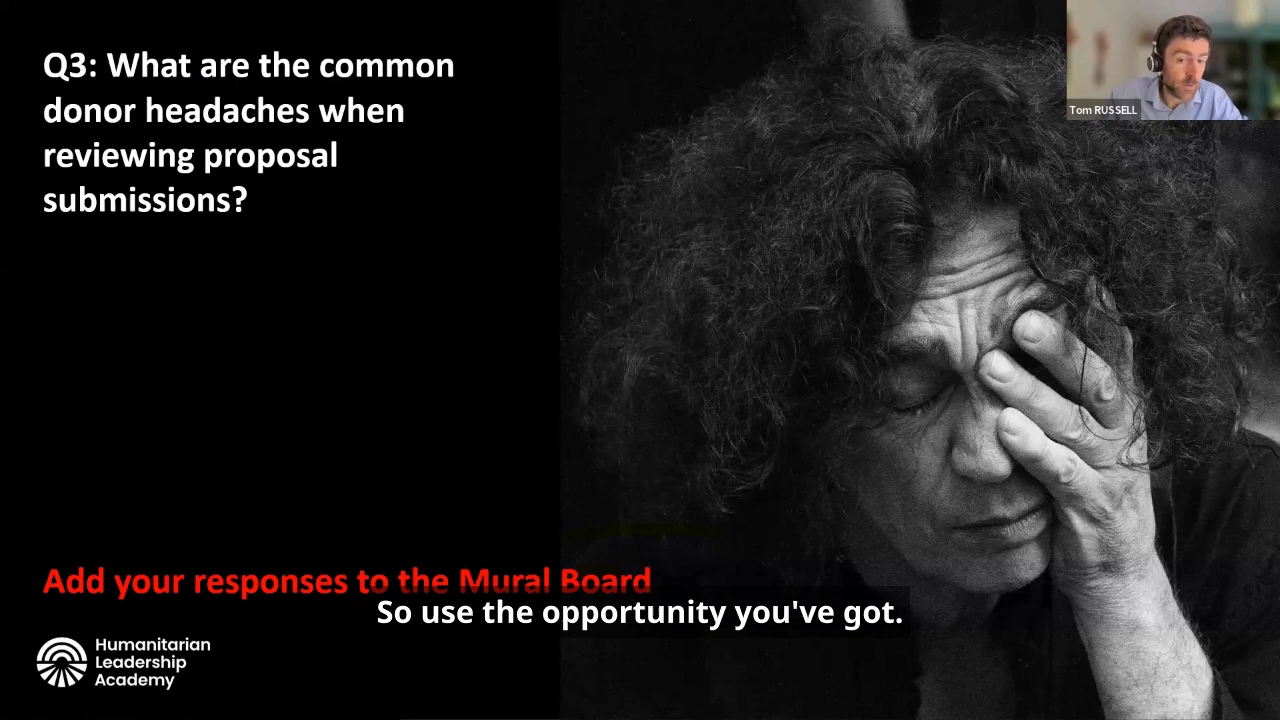 Q3: What are the common
donor headaches when
reviewing proposal
submissions?
Tom RUSSELL
Add your responses to the Mural Board
So use the opportunity you've got.
Humanitarian
Leadership
Academy